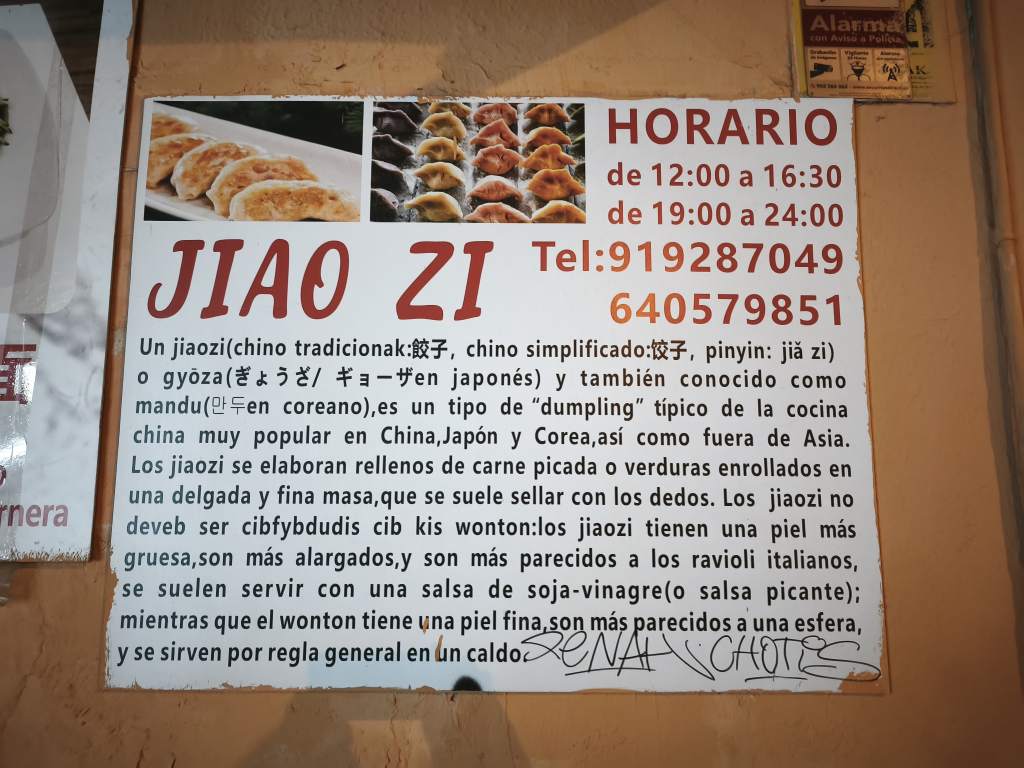 Alarma
con Aviso a Policía
HORARIO
de 12:00 a 16:30
de 19:00 a 24:00
JIAO ZI
Tel:919287049
640579851
Un jiaozi(chino tradicionak:餃子, chino simplificado:饺子, pinyin: jiǎ zi)
o gyōza(ぎょうざ/ ギョーザen japonés) y también conocido como
mandu(만두en coreano),es un tipo de “dumpling” típico de la cocina
china muy popular en China,Japón y Corea,así como fuera de Asia.
Los jiaozi se elaboran rellenos de carne picada o verduras enrollados en
una delgada y fina masa,que se suele sellar con los dedos. Los jiaozi no
deveb ser cibfybdudis cib kis wonton:los jiaozi tienen una piel más
gruesa,son más alargados,y son más parecidos a los ravioli italianos,
se suelen servir con una salsa de soja-vinagre(o salsa picante);
mientras que el wonton tiene una piel fina,son más parecidos a una esfera,
y se sirven por regla general en un caldo.
rnera